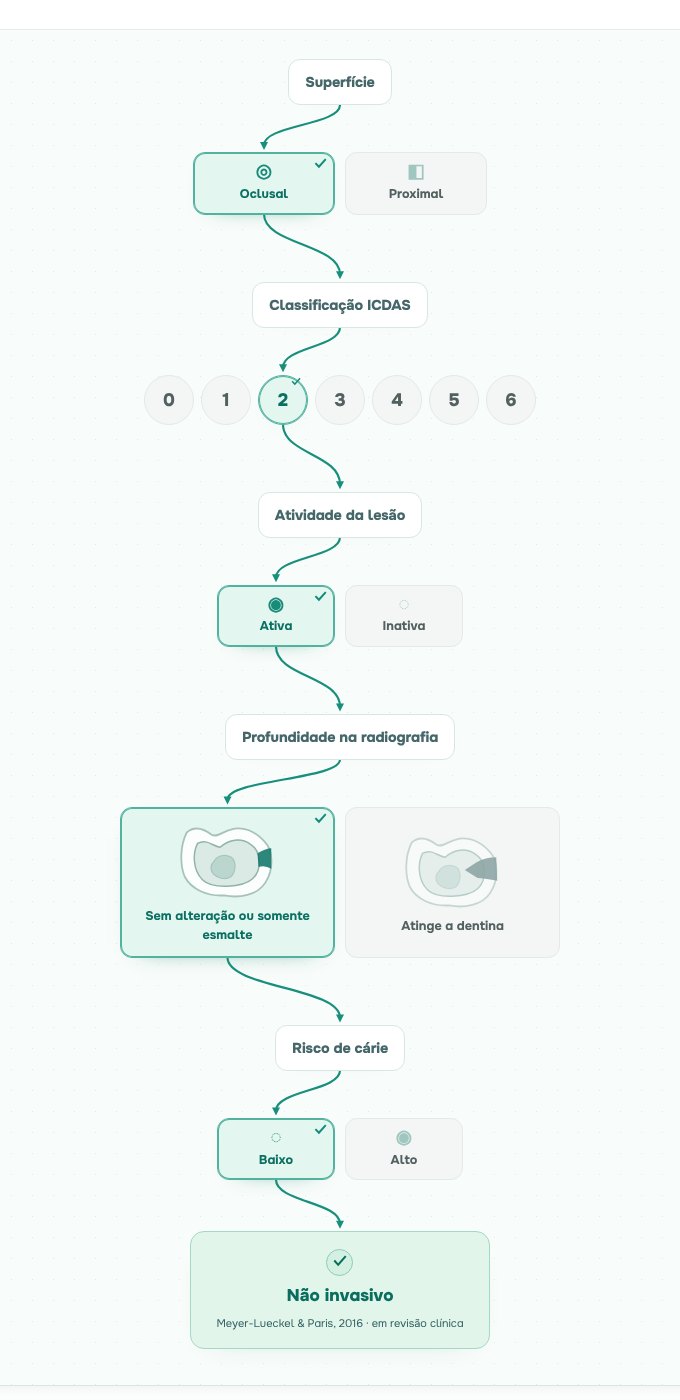 Superfície
Oclusal
Proximal
Classificação ICDAS
0 1 2 3 4 5 6
Atividade da lesão
Ativa
Inativa
Profundidade na radiografia
Sem alteração ou somente
esmalte
Atinge a dentina
Risco de cárie
Baixo
Alto
Não invasivo
Meyer-Lueckel & Paris, 2016 · em revisão clínica